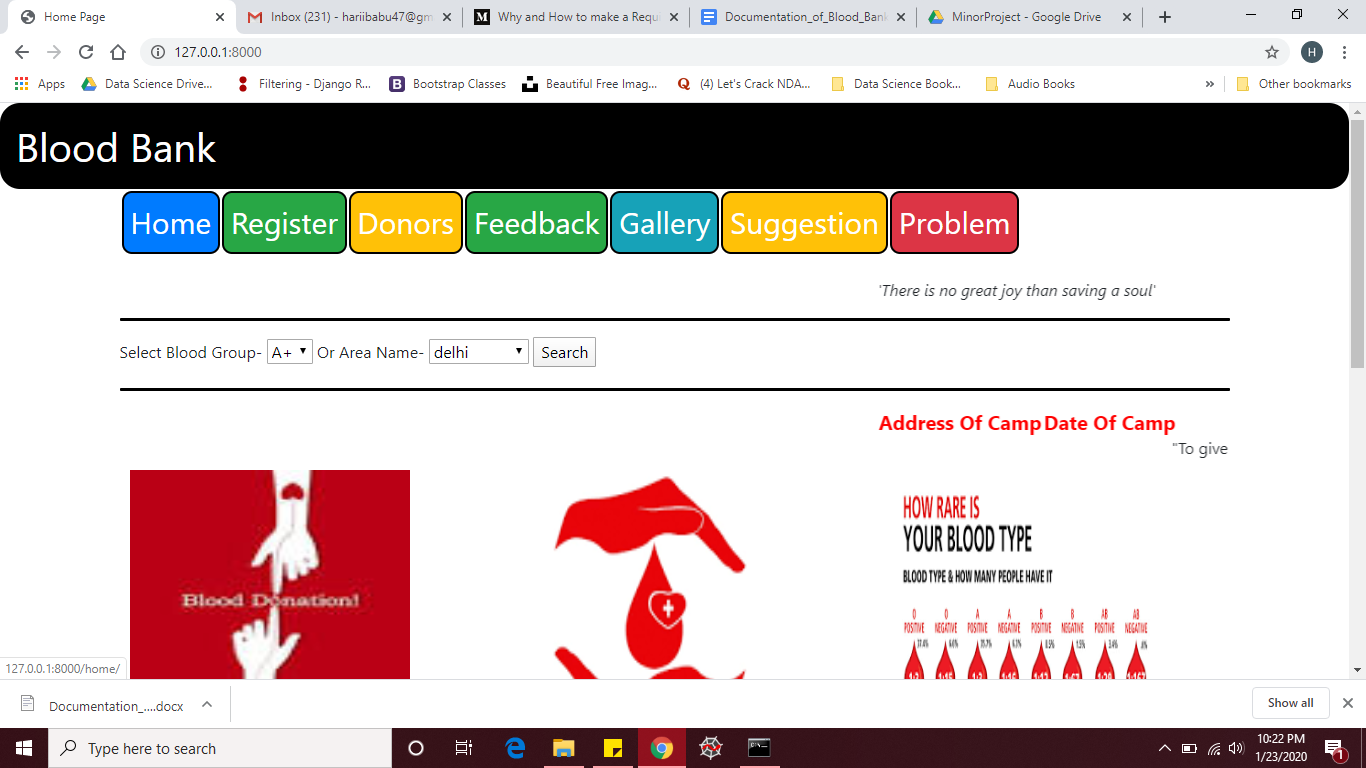 Home Page
Inbox (231) - hariibabu47@gm
Why and How to make a Requ
Documentation_of_Blood_Bank
MinorProject - Google Drive
127.0.0.1:8000
H
Apps
Data Science Drive...
Filtering - Django R...
Bootstrap Classes
Beautiful Free Imag...
(4) Let's Crack NDA...
Data Science Book...
Audio Books
»
Other bookmarks
Blood Bank
Home Register Donors Feedback Gallery Suggestion Problem
'There is no great joy than saving a soul'
Select Blood Group- A+ Or Area Name- delhi Search
Address Of Camp Date Of Camp
"To give
Blood Donation!
HOW RARE IS
YOUR BLOOD TYPE
BLOOD TYPE & HOW MANY PEOPLE HAVE IT
O O A A B B AB AB
POSITIVE NEGATIVE POSITIVE NEGATIVE POSITIVE NEGATIVE POSITIVE NEGATIVE
127.0.0.1:8000/home/
Documentation_....docx
Show all
Type here to search
10:22 PM
1/23/2020
1